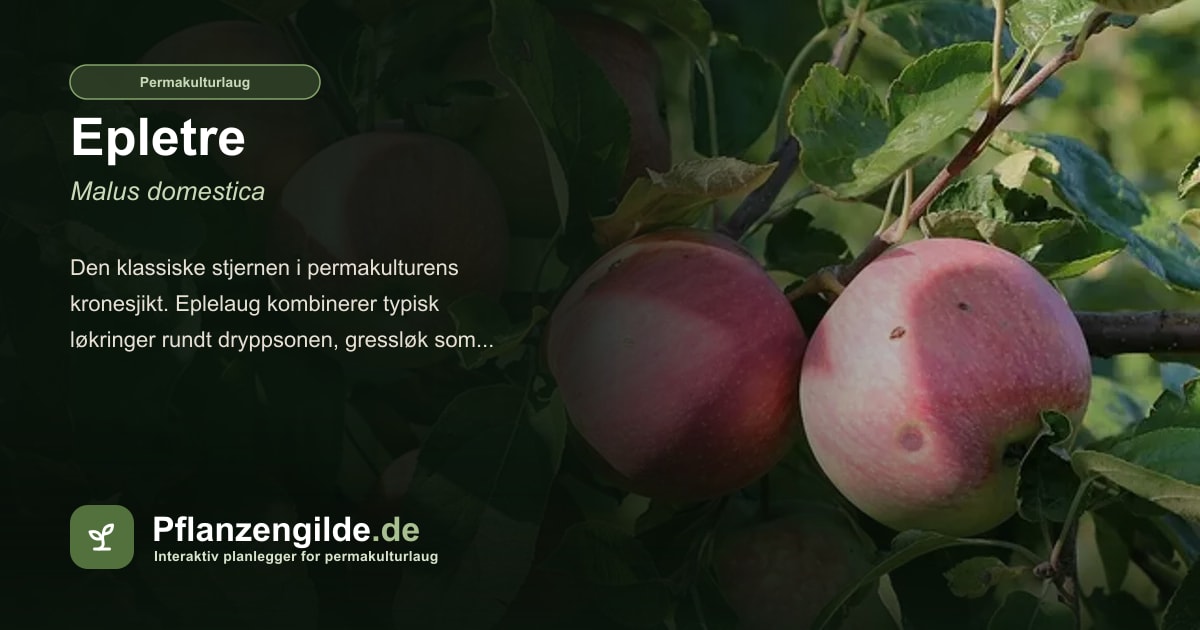 Permakulturlaug
Epletre
Malus domestica
Den klassiske stjernen i permakulturens
kronesjikt. Eplelaug kombinerer typisk
løkringer rundt dryppsonen, gressløk som...
Pflanzengilde.de
Interaktiv planlegger for permakulturlaug